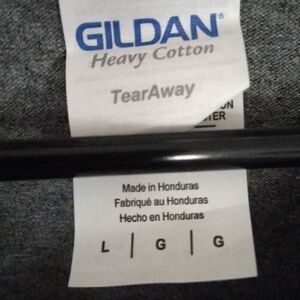 GILDAN®
Heavy Cotton
TearAway
Made in Honduras
Fabriqué au Honduras
Hecho en Honduras
L | G | G